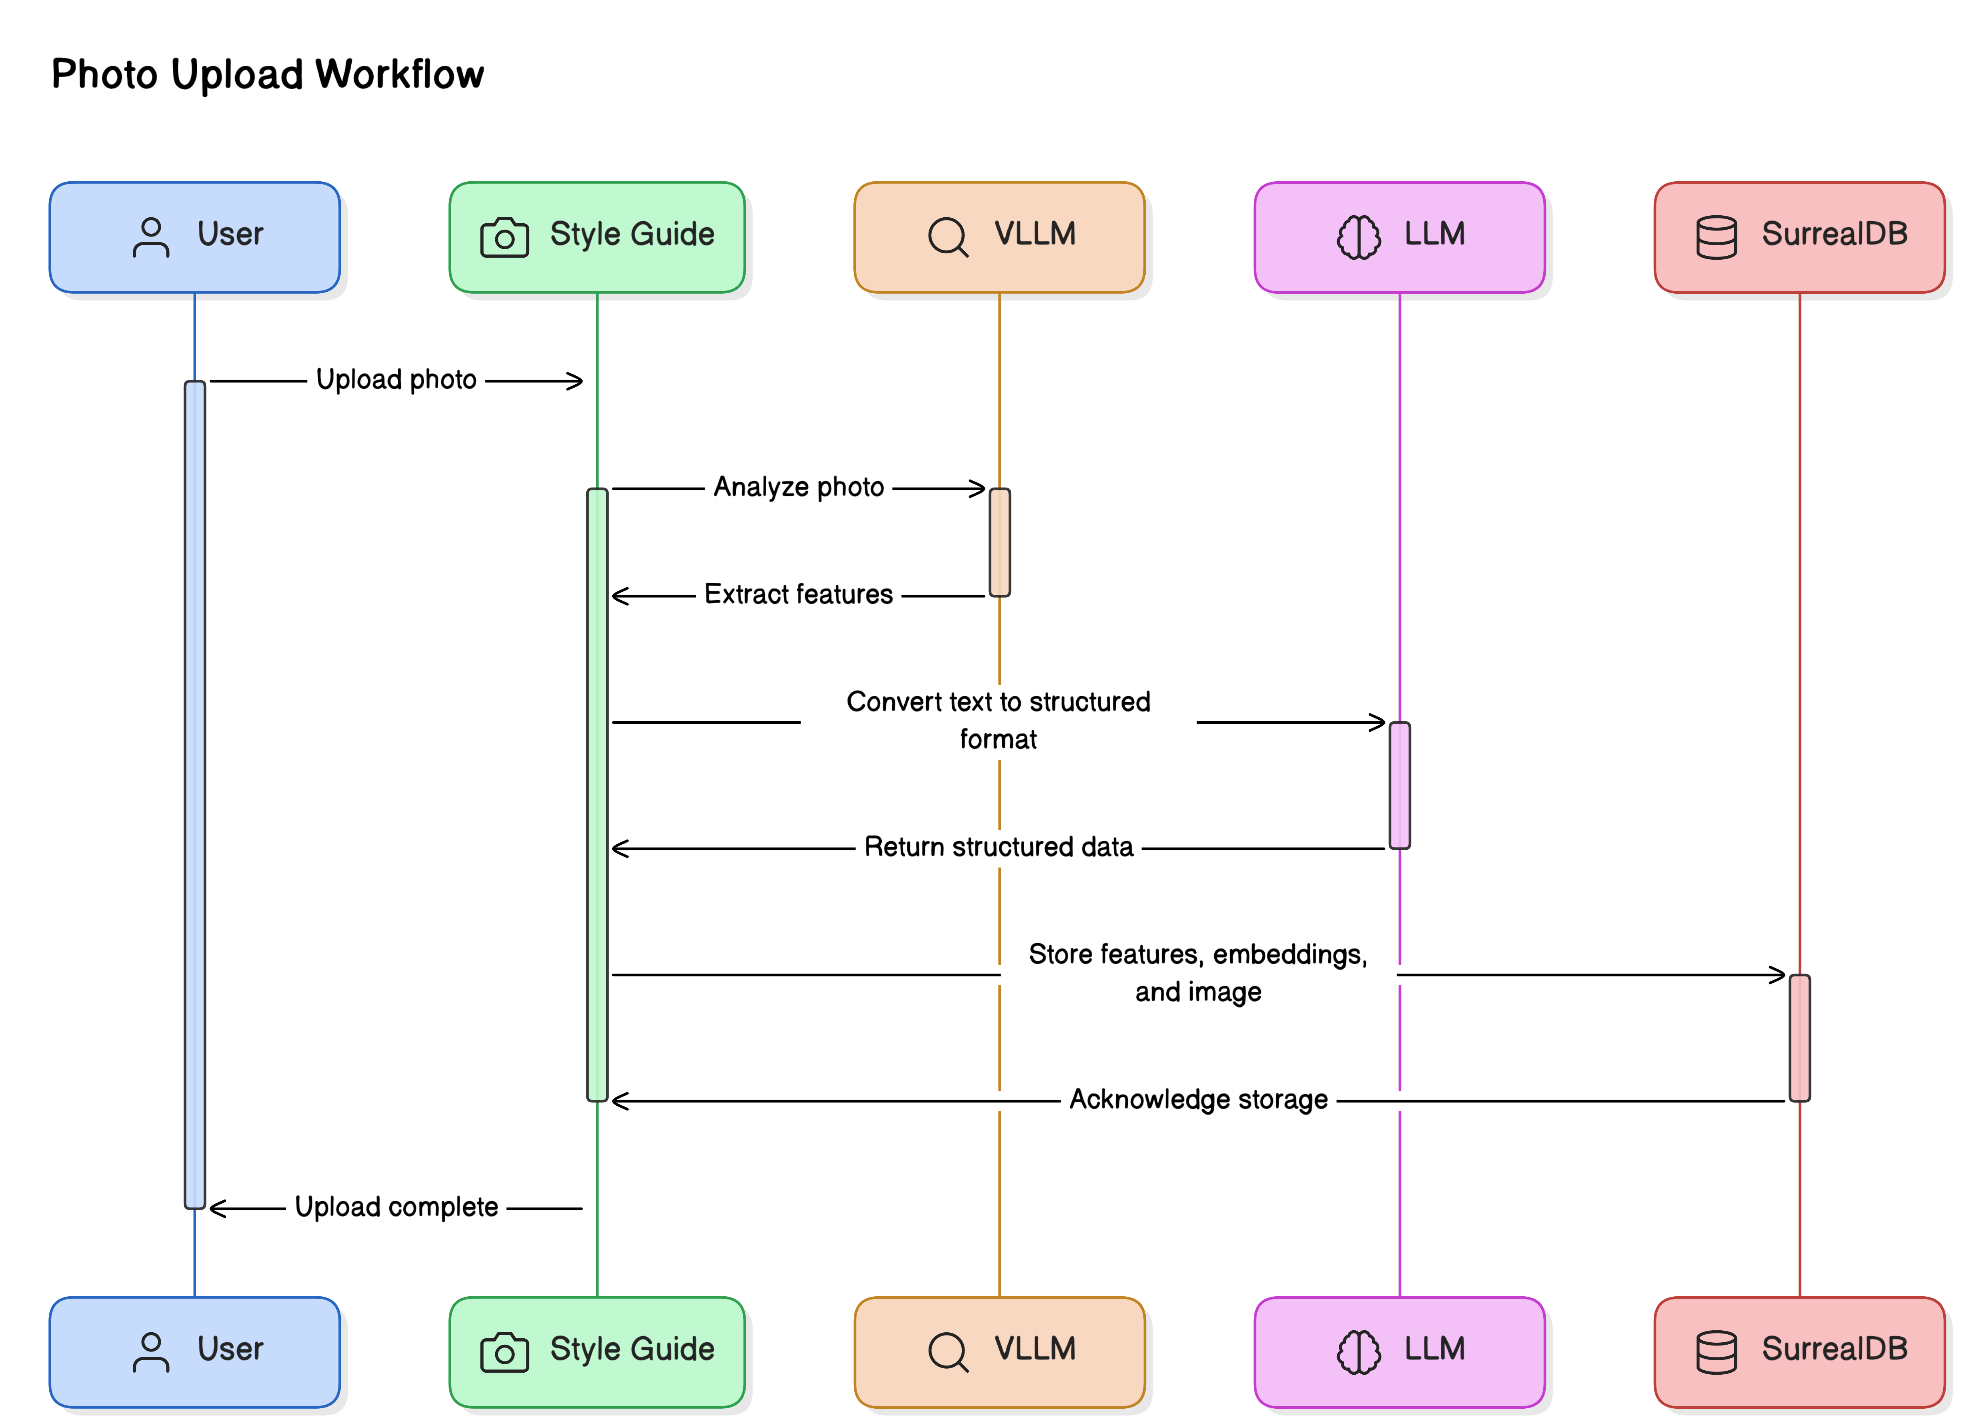 Photo Upload Workflow
User
Style Guide
VLLM
LLM
SurrealDB
Upload photo
Analyze photo
Extract features
Convert text to structured
format
Return structured data
Store features, embeddings,
and image
Acknowledge storage
Upload complete
User
Style Guide
VLLM
LLM
SurrealDB